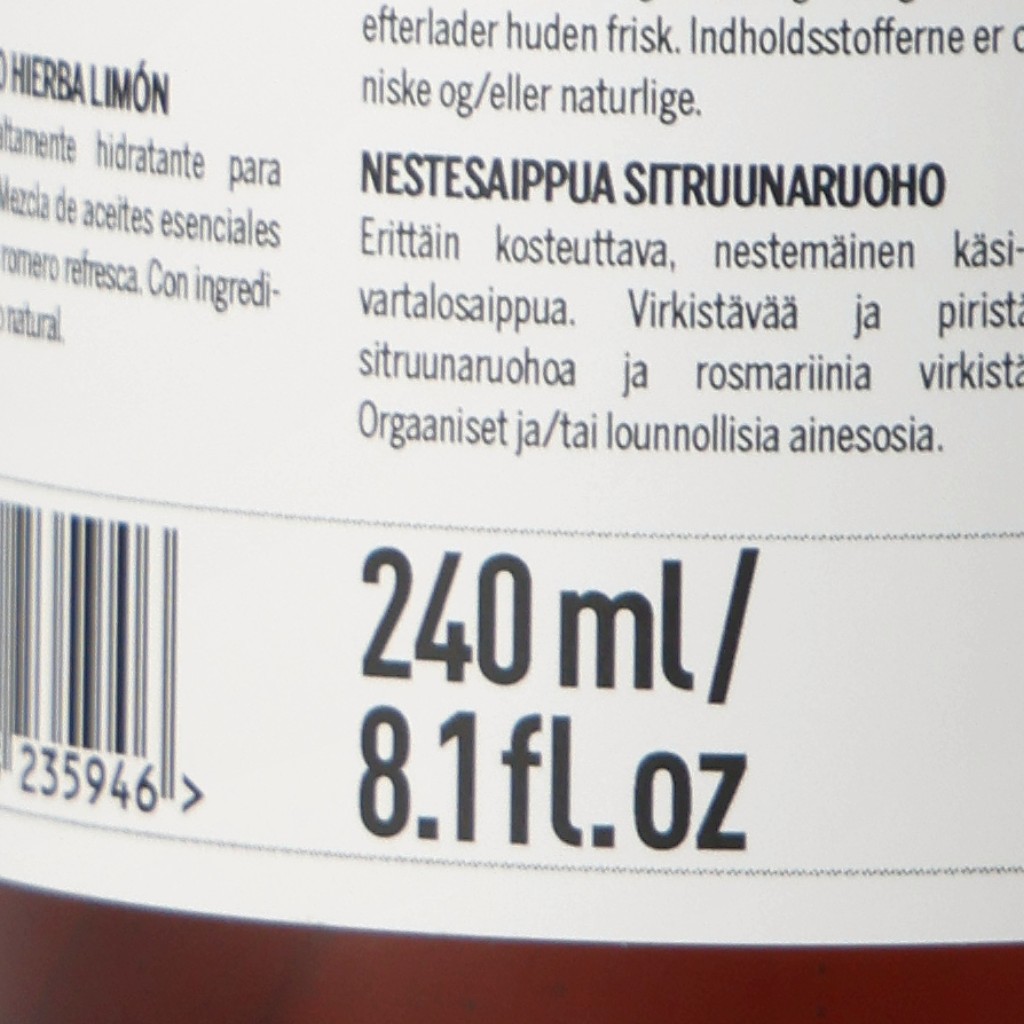 efterlader huden frisk. Indholdsstofferne er
niske og/eller naturlige.
HIERBA LIMÓN
altamente hidratante para
Mezcla de aceites esenciales
romero refresca. Con ingredi-
natural.
NESTESAIPPUA SITRUUNARUOHO
Erittäin kosteuttava, nestemäinen käsi-
vartalosaippua. Virkistävää ja piristä
sitruunaruohoa ja rosmariinia virkistä
Orgaaniset ja/tai lounnollisia ainesosia.
235946 >
240 ml/
8.1 fl. oz